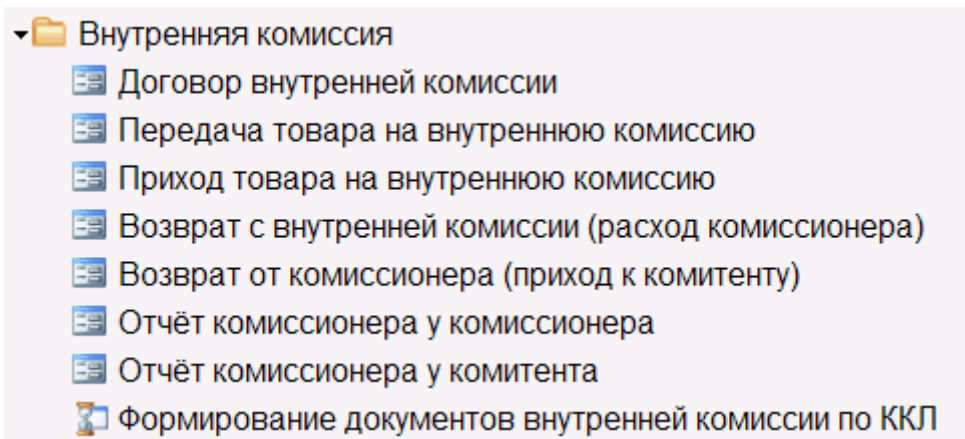 Внутренняя комиссия
Договор внутренней комиссии
Передача товара на внутреннюю комиссию
Приход товара на внутреннюю комиссию
Возврат с внутренней комиссии (расход комиссионера)
Возврат от комиссионера (приход к комитенту)
Отчёт комиссионера у комиссионера
Отчёт комиссионера у комитента
Формирование документов внутренней комиссии по ККЛ